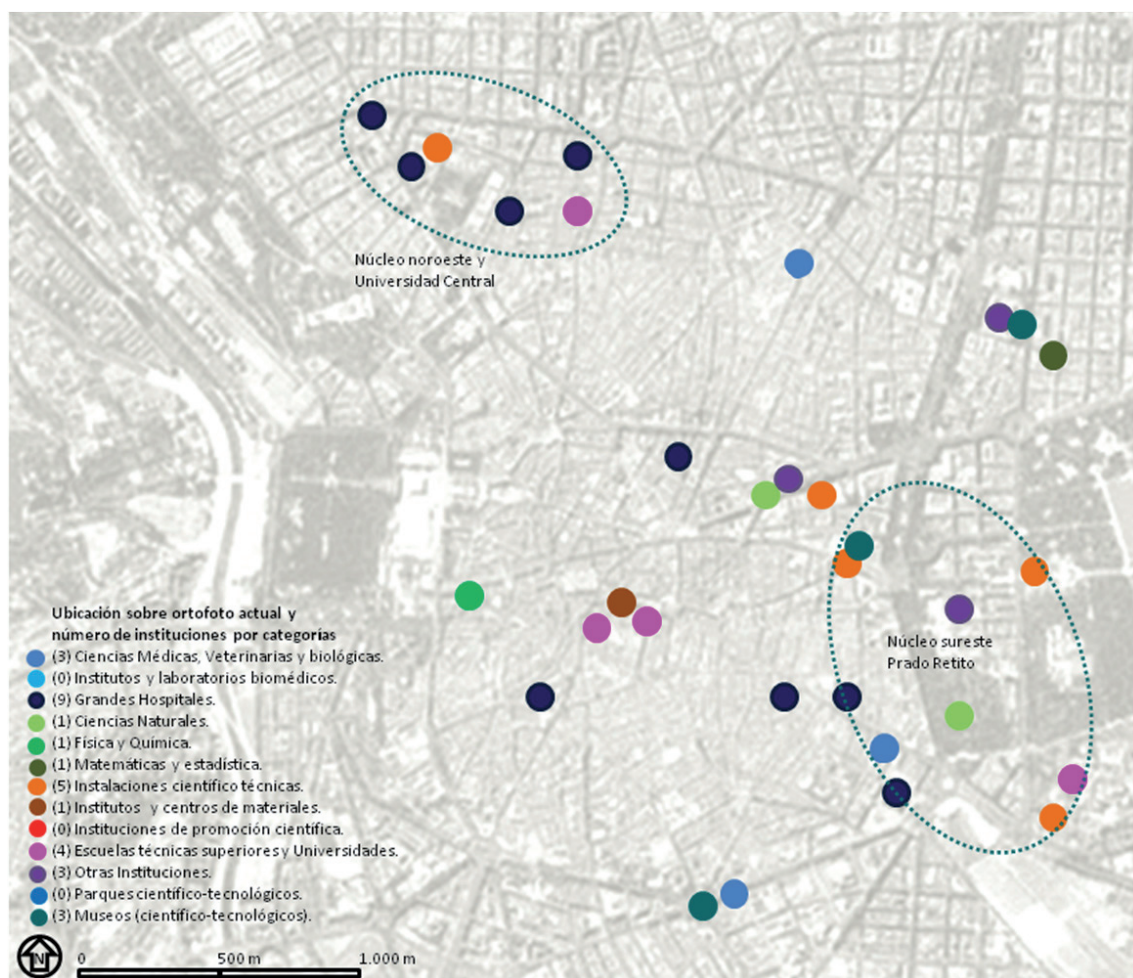 Núcleo noroeste y
Universidad Central
Núcleo sureste
Prado Retito
Ubicación sobre ortofoto actual y
número de instituciones por categorías
(3) Ciencias Médicas, Veterinarias y biológicas.
(0) Institutos y laboratorios biomédicos.
(9) Grandes Hospitales.
(1) Ciencias Naturales.
(1) Física y Química.
(1) Matemáticas y estadística.
(5) Instalaciones científico técnicas.
(1) Institutos y centros de materiales.
(0) Instituciones de promoción científica.
(4) Escuelas técnicas superiores y Universidades.
(3) Otras Instituciones.
(0) Parques científico-tecnológicos.
(3) Museos (científico-tecnológicos).
N 0 500 m 1.000 m